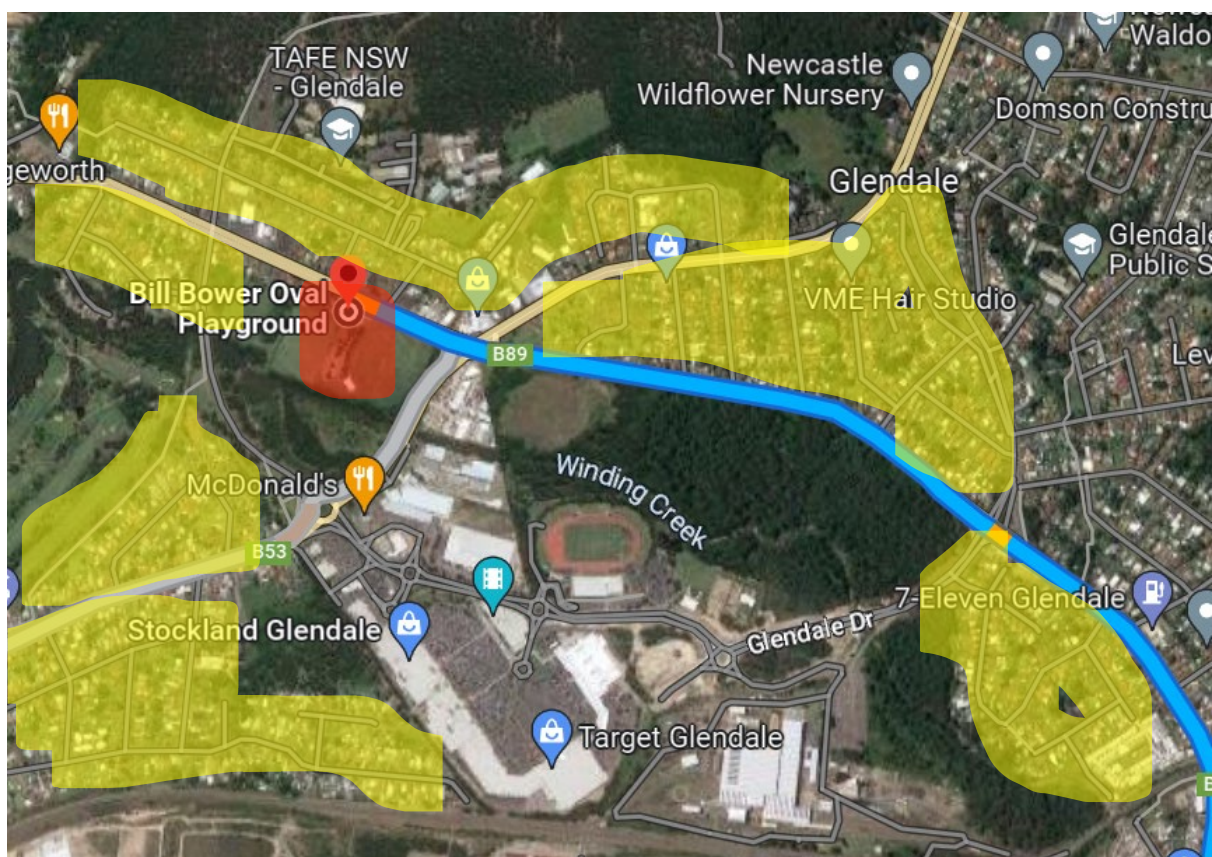 TAFE NSW
- Glendale
Newcastle
Wildflower Nursery
Waldo
Domson Constru
geworth
Glendale
Glendale
Public S
Bill Bower Oval
Playground
VME Hair Studio
B89
Lev
McDonald's
Winding Creek
B53
7-Eleven Glendale
Stockland Glendale
Glendale Dr
Target Glendale
B